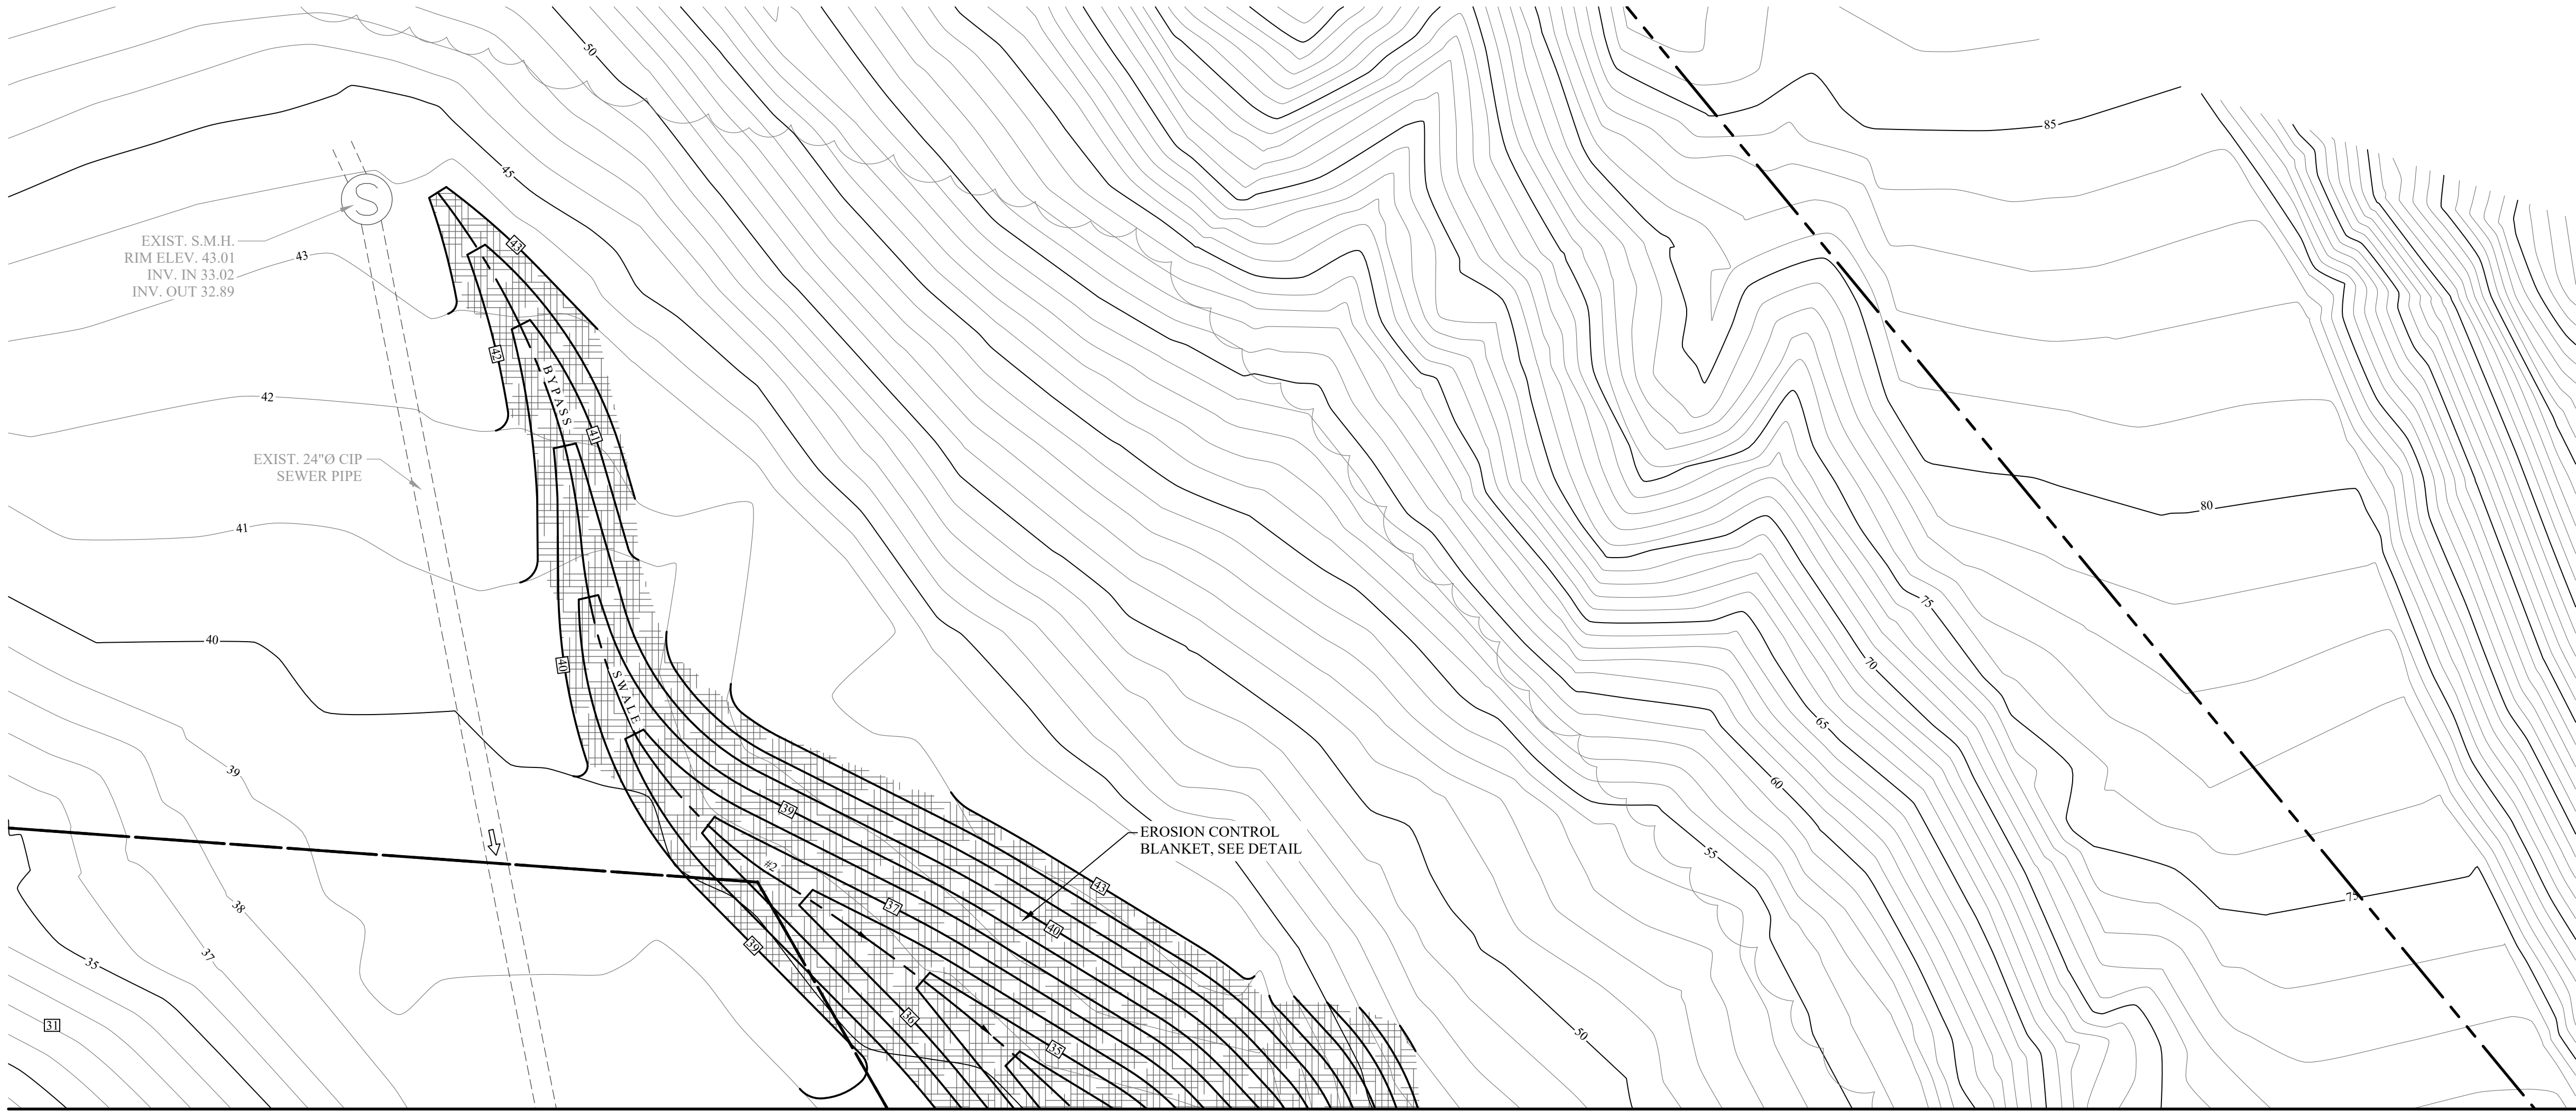 50
85
45
S
EXIST. S.M.H.
RIM ELEV. 43.01
INV. IN 33.02
INV. OUT 32.89
43
43
42
BYPASS
42
41
EXIST. 24"Ø CIP
SEWER PIPE
80
41
75
40
40
70
SWALE
65
39
60
39
EROSION CONTROL
BLANKET, SEE DETAIL
55
#2
43
75
38
37
40
39
37
35
36
31
50
35